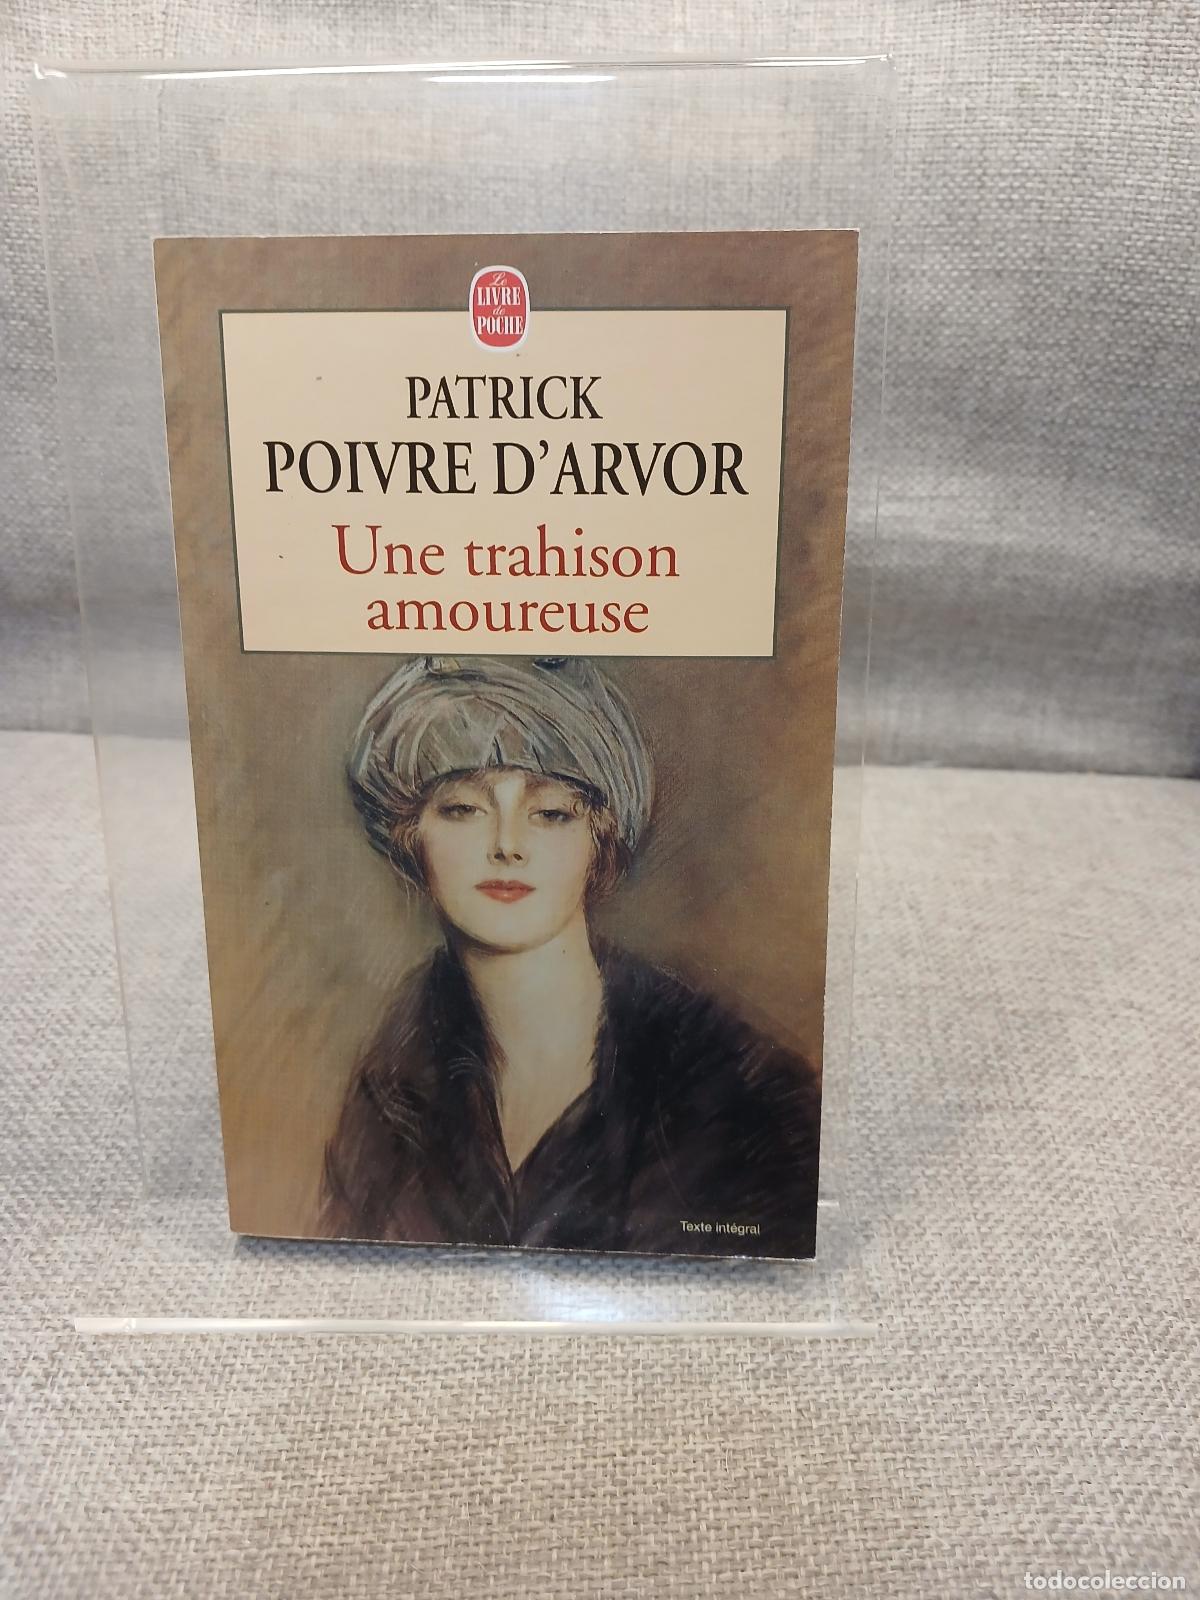 Le
LIVRE
de
POCHE
PATRICK
POIVRE D'ARVOR
Une trahison
amoureuse
Texte intégral
todocoleccion